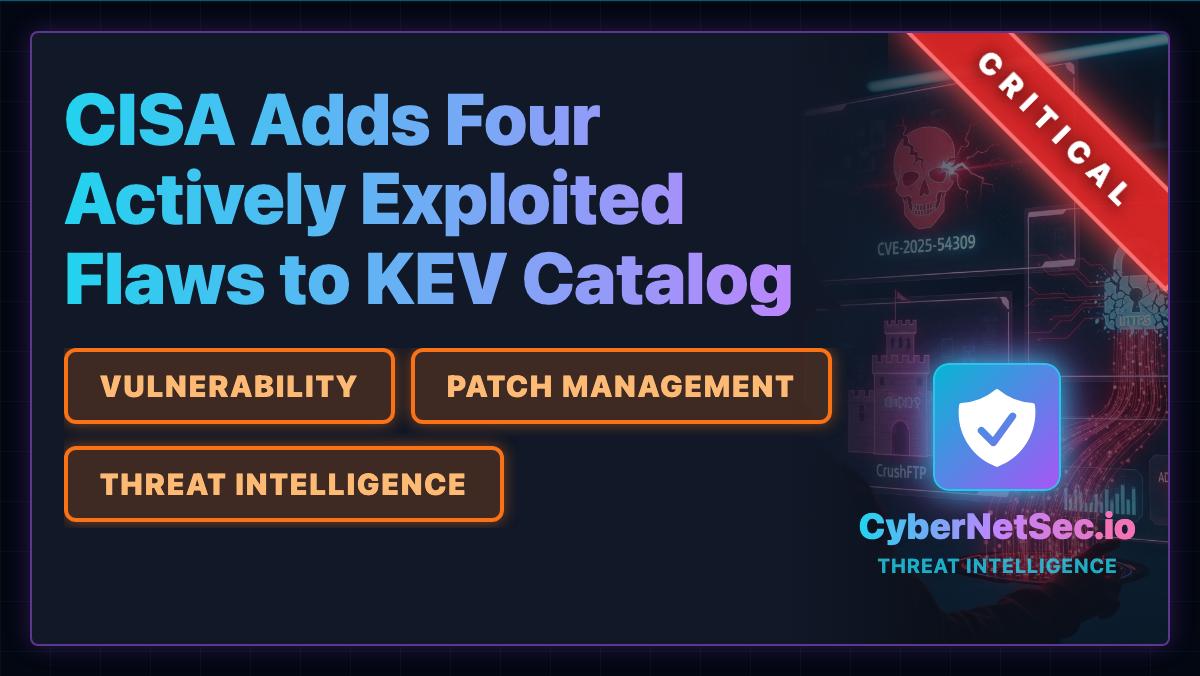 CISA Adds Four
Actively Exploited
Flaws to KEV Catalog
VULNERABILITY
PATCH MANAGEMENT
THREAT INTELLIGENCE
CRITICAL
CVE-2025-54309
HTTPS
CrushFTP
CyberNetSec.io
THREAT INTELLIGENCE